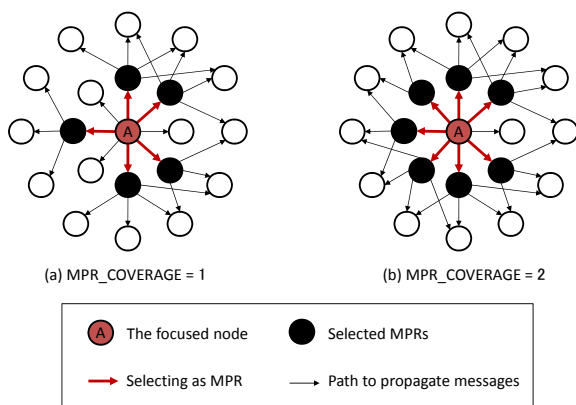 A
A
(a) MPR_COVERAGE = 1
(b) MPR_COVERAGE = 2
A The focused node
Selected MPRs
Selecting as MPR
Path to propagate messages